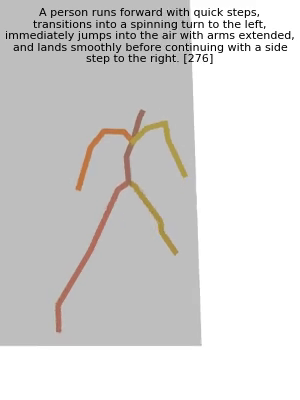 A person runs forward with quick steps,
transitions into a spinning turn to the left,
immediately jumps into the air with arms extended,
and lands smoothly before continuing with a side
step to the right. [276]